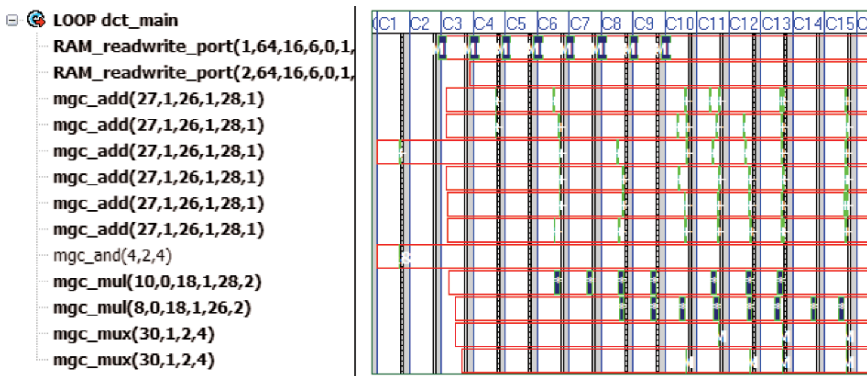 LOOP dct_main
C1 C2 C3 C4 C5 C6 C7 C8 C9 C10 C11 C12 C13 C14 C15 C
RAM_readwrite_port(1,64,16,6,0,1,
RAM_readwrite_port(2,64,16,6,0,1,
mgc_add(27,1,26,1,28,1)
mgc_add(27,1,26,1,28,1)
mgc_add(27,1,26,1,28,1)
mgc_add(27,1,26,1,28,1)
mgc_add(27,1,26,1,28,1)
mgc_add(27,1,26,1,28,1)
mgc_and(4,2,4)
mgc_mul(10,0,18,1,28,2)
mgc_mul(8,0,18,1,26,2)
mgc_mux(30,1,2,4)
mgc_mux(30,1,2,4)